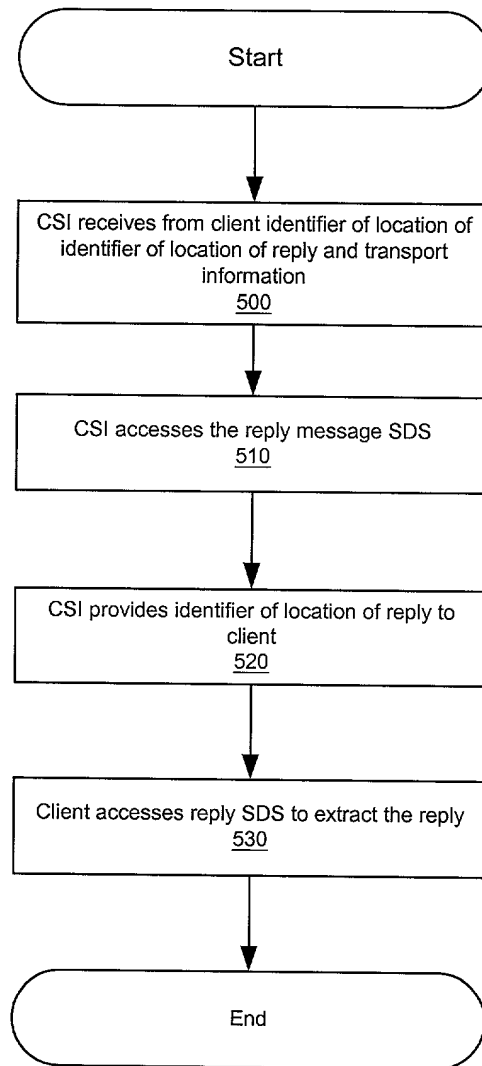 Start
CSI receives from client identifier of location of
identifier of location of reply and transport
information
500
CSI accesses the reply message SDS
510
CSI provides identifier of location of reply to
client
520
Client accesses reply SDS to extract the reply
530
End